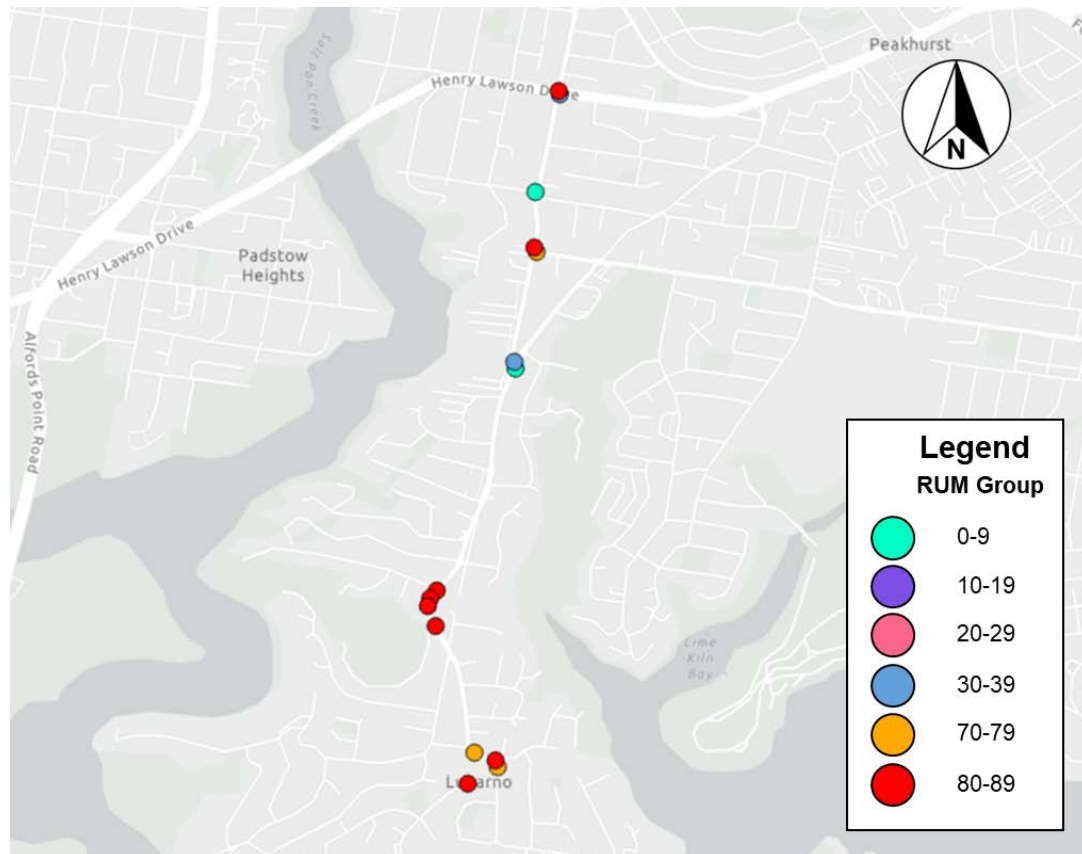 Peakhurst
Salt Pan Creek
Henry Lawson Drive
N
Henry Lawson Drive
Padstow
Heights
Alfords Point Road
Legend
RUM Group
0-9
10-19
20-29
30-39
70-79
80-89
Lime
Kiln
Bay